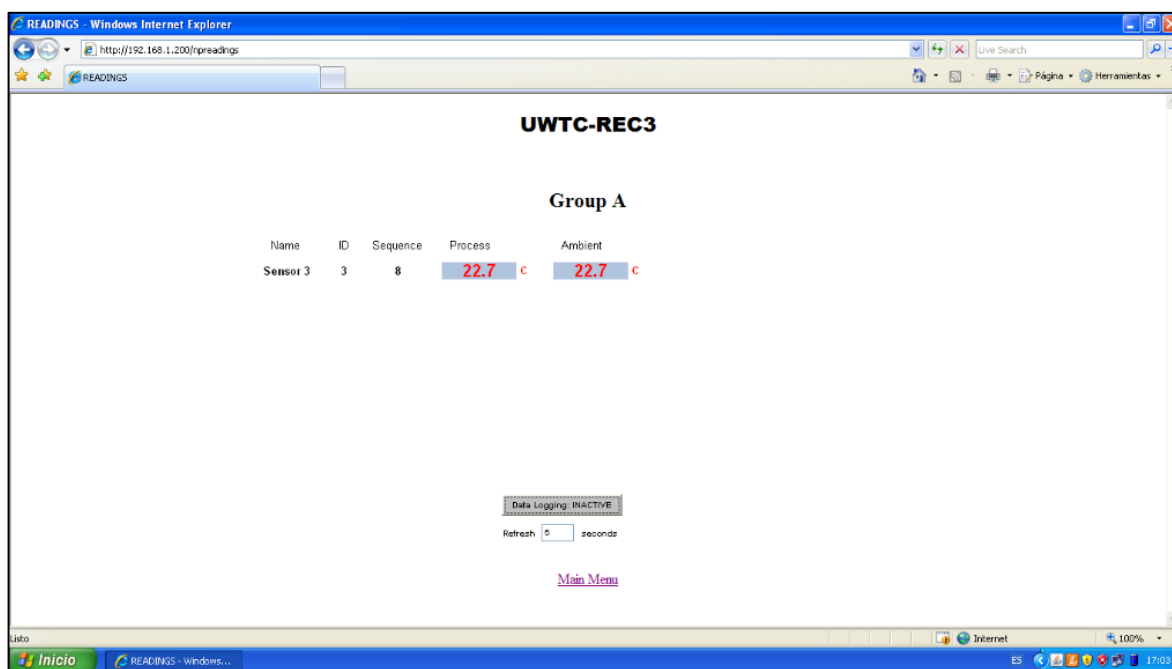 READINGS - Windows Internet Explorer
http://192.168.1.200/npreadings
Live Search
READINGS
Página
Herramientas
UWTC-REC3
Group A
Name ID Sequence Process Ambient
Sensor 3 3 8 22.7 C 22.7 C
Data Logging: INACTIVE
Refresh 5 seconds
Main Menu
Listo
Internet
100%
Inicio
READINGS - Windows...
ES
17:03